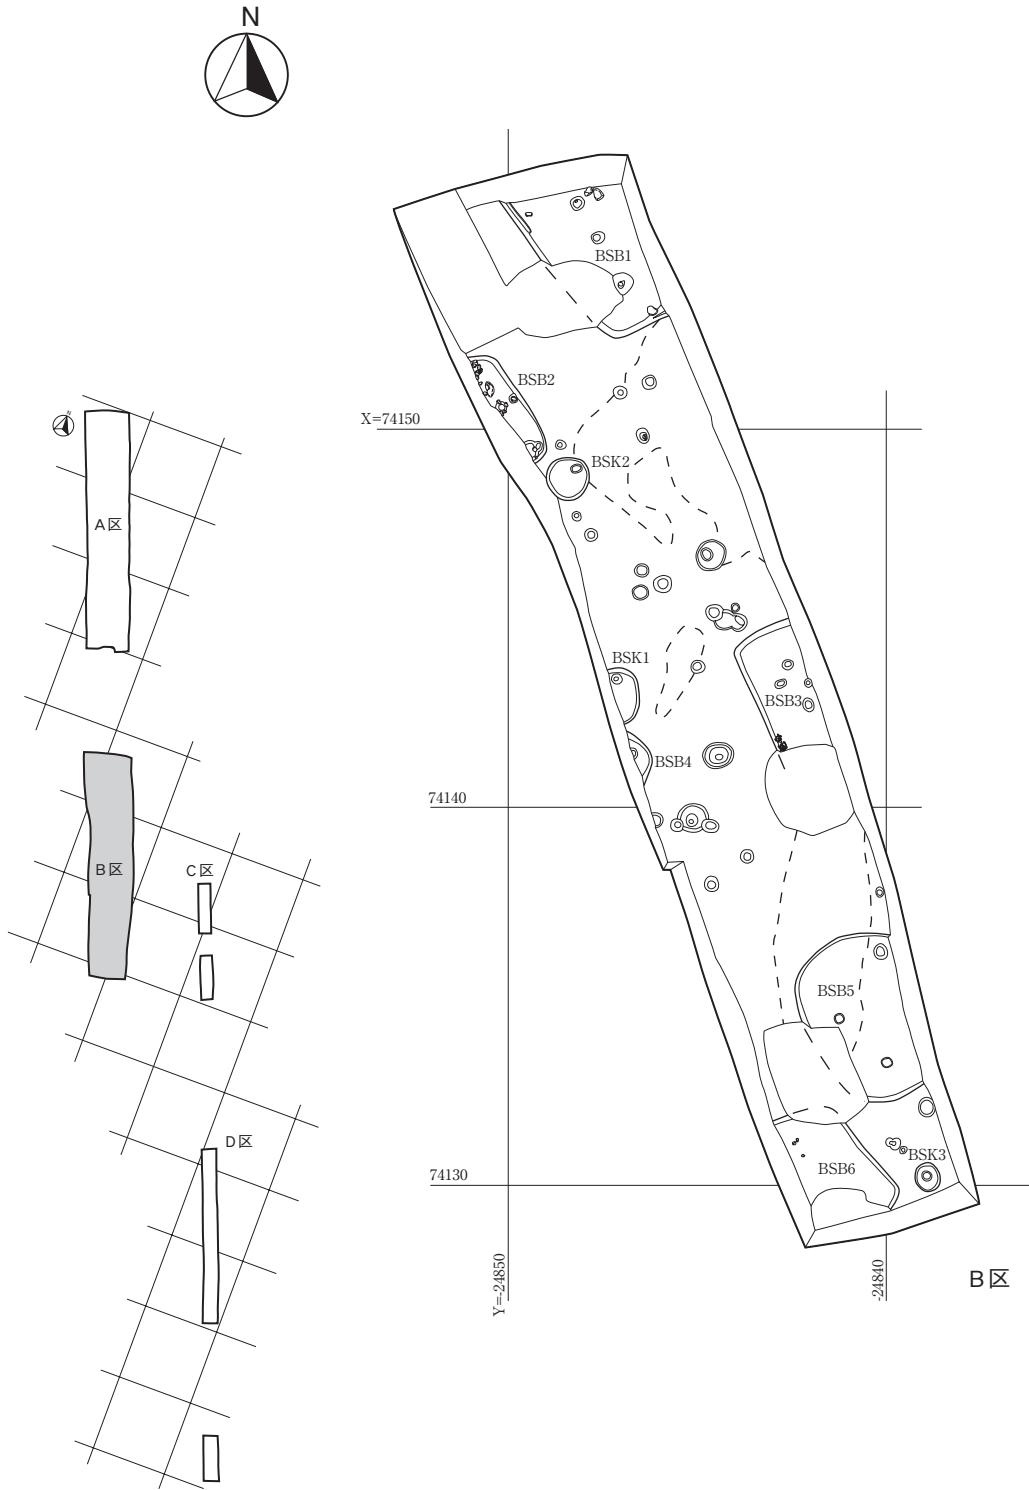 N
BSB1
BSB2
X=74150
BSK2
N
A区
BSK1
BSB3
BSB4
74140
B区
C区
BSB5
D区
BSK3
BSB6
74130
Y=-24850
-24840
B区